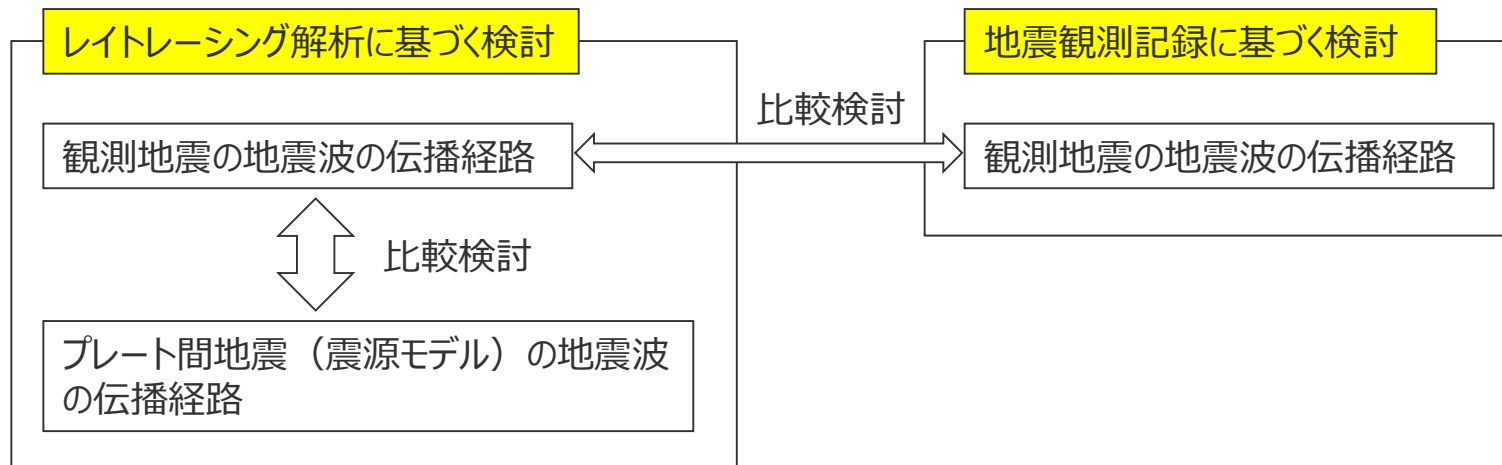 レイトレーシング解析に基づく検討
観測地震の地震波の伝播経路
比較検討
プレート間地震（震源モデル）の地震波
の伝播経路
比較検討
地震観測記録に基づく検討
観測地震の地震波の伝播経路